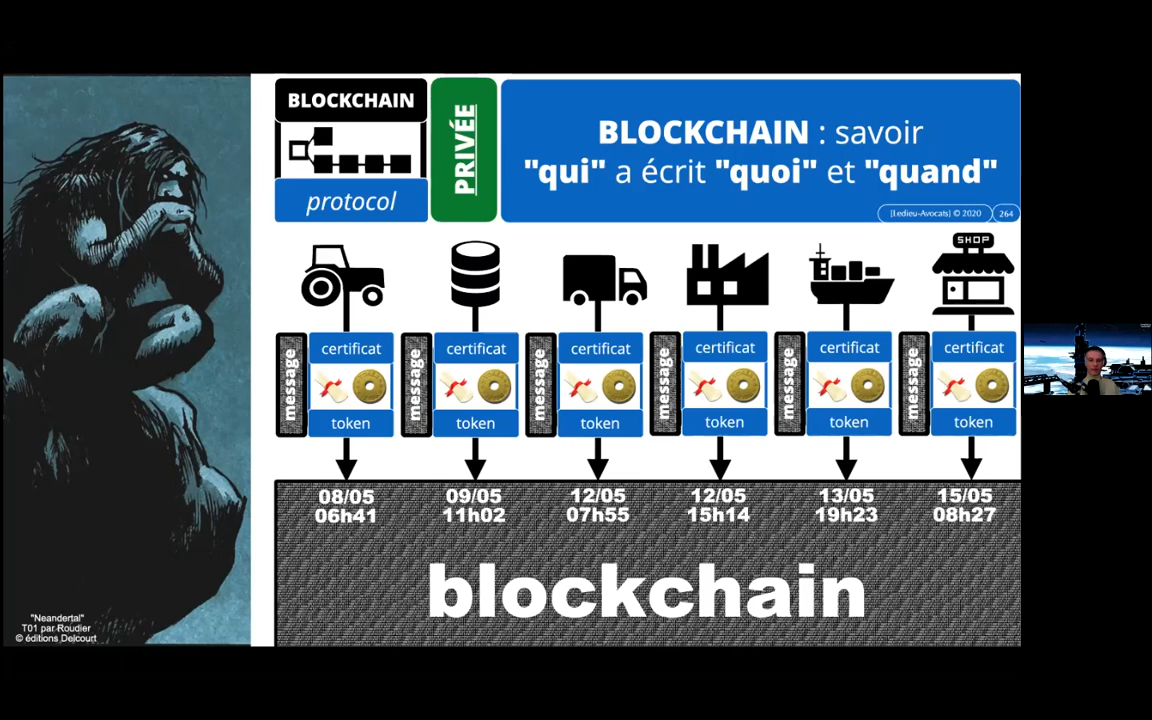 BLOCKCHAIN
protocol
PRIVÉE
BLOCKCHAIN : savoir
"qui" a écrit "quoi" et "quand"
[Ledieu-Avocats] © 2020
264
SHOP
message
certificat
token
message
certificat
token
message
certificat
token
message
certificat
token
message
certificat
token
message
certificat
token
08/05
06h41
09/05
11h02
12/05
07h55
12/05
15h14
13/05
19h23
15/05
08h27
blockchain
"Neandertal"
T01 par Roudier
© éditions Delcourt